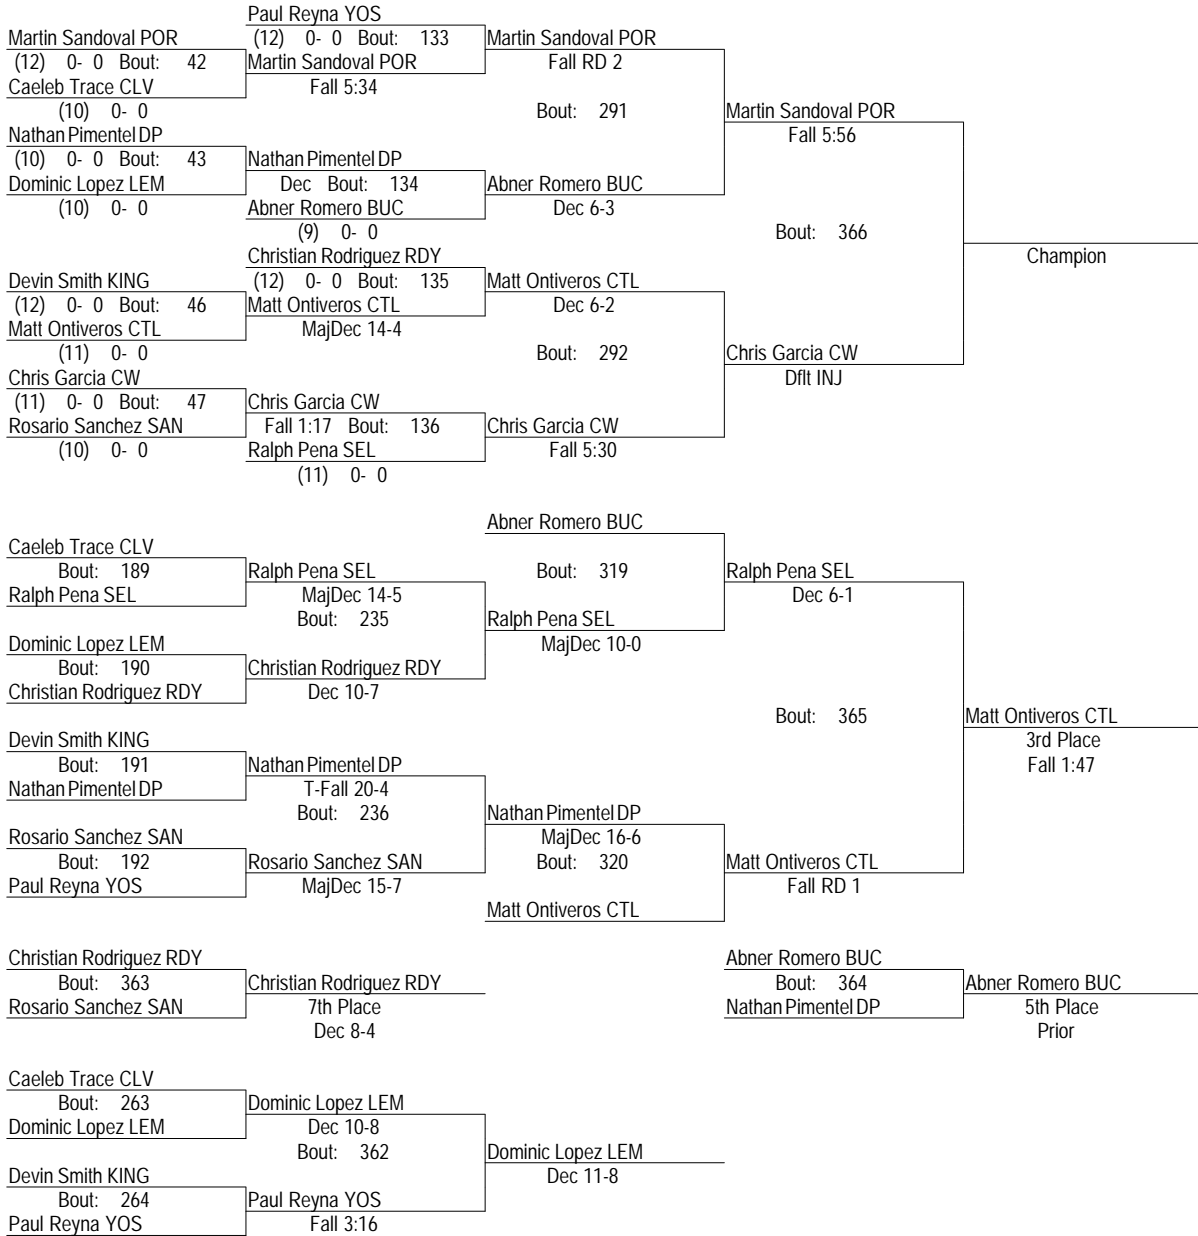 Paul Reyna YOS
Martin Sandoval POR (12) 0- 0 Bout: 133 Martin Sandoval POR
(12) 0- 0 Bout: 42 Martin Sandoval POR Fall RD 2
Caeleb Trace CLV Fall 5:34
(10) 0- 0 Bout: 291 Martin Sandoval POR
Nathan Pimentel DP Fall 5:56
(10) 0- 0 Bout: 43 Nathan Pimentel DP
Dominic Lopez LEM Dec Bout: 134 Abner Romero BUC
(10) 0- 0 Abner Romero BUC Dec 6-3
(9) 0- 0 Bout: 366
Christian Rodriguez RDY Champion
Devin Smith KING (12) 0- 0 Bout: 135 Matt Ontiveros CTL
(12) 0- 0 Bout: 46 Matt Ontiveros CTL Dec 6-2
Matt Ontiveros CTL MajDec 14-4
(11) 0- 0 Bout: 292 Chris Garcia CW
Chris Garcia CW Dflt INJ
(11) 0- 0 Bout: 47 Chris Garcia CW
Rosario Sanchez SAN Fall 1:17 Bout: 136 Chris Garcia CW
(10) 0- 0 Ralph Pena SEL Fall 5:30
(11) 0- 0
Abner Romero BUC
Caeleb Trace CLV
Bout: 189 Ralph Pena SEL Bout: 319 Ralph Pena SEL
Ralph Pena SEL MajDec 14-5 Dec 6-1
Bout: 235 Ralph Pena SEL
Dominic Lopez LEM MajDec 10-0
Bout: 190 Christian Rodriguez RDY
Christian Rodriguez RDY Dec 10-7
Bout: 365 Matt Ontiveros CTL
Devin Smith KING 3rd Place
Bout: 191 Nathan Pimentel DP Fall 1:47
Nathan Pimentel DP T-Fall 20-4
Bout: 236 Nathan Pimentel DP
Rosario Sanchez SAN MajDec 16-6
Bout: 192 Rosario Sanchez SAN Bout: 320 Matt Ontiveros CTL
Paul Reyna YOS MajDec 15-7 Fall RD 1
Matt Ontiveros CTL
Christian Rodriguez RDY Abner Romero BUC
Bout: 363 Christian Rodriguez RDY Bout: 364 Abner Romero BUC
Rosario Sanchez SAN 7th Place Nathan Pimentel DP 5th Place
Dec 8-4 Prior
Caeleb Trace CLV
Bout: 263 Dominic Lopez LEM
Dominic Lopez LEM Dec 10-8
Bout: 362 Dominic Lopez LEM
Devin Smith KING Dec 11-8
Bout: 264 Paul Reyna YOS
Paul Reyna YOS Fall 3:16